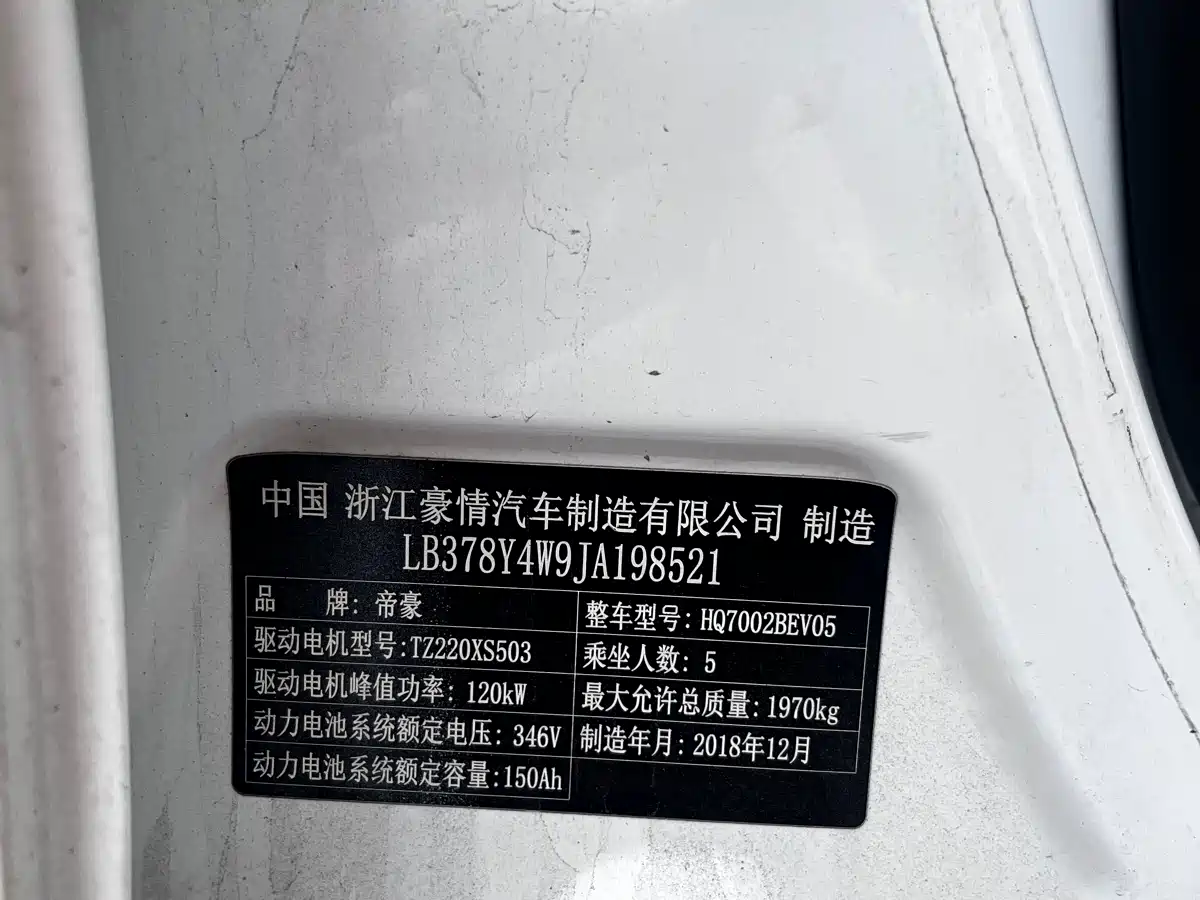 中国 浙江豪情汽车制造有限公司 制造
LB378Y4W9JA198521
品 牌: 帝豪
整车型号: HQ7002BEV05
驱动电机型号:TZ220XS503
乘坐人数: 5
驱动电机峰值功率: 120kW
最大允许总质量: 1970kg
动力电池系统额定电压: 346V
制造年月: 2018年12月
动力电池系统额定容量:150Ah